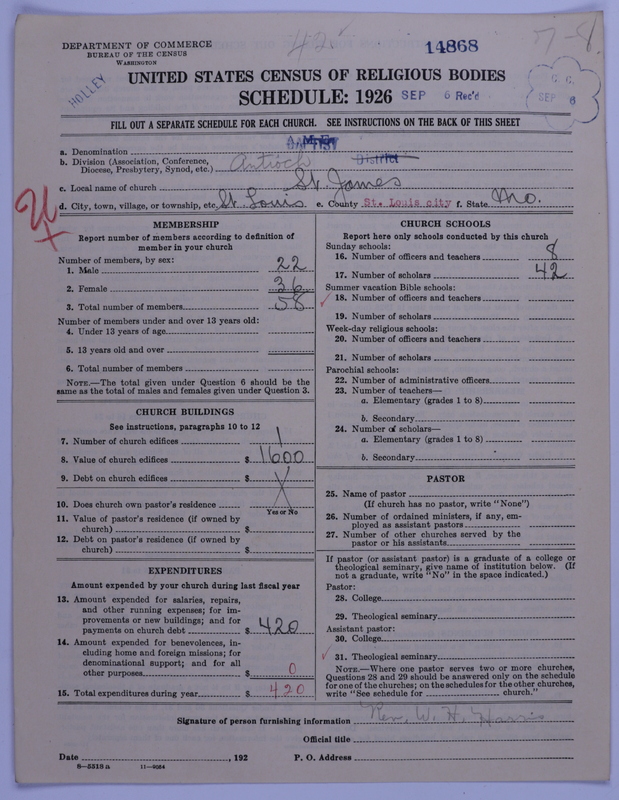 DEPARTMENT OF COMMERCE
BUREAU OF THE CENSUS
WASHINGTON
420
14868
7-8
HOLLEY
UNITED STATES CENSUS OF RELIGIOUS BODIES
SCHEDULE: 1926
SEP 6 Rec'd
C. C.
SEP 6
FILL OUT A SEPARATE SCHEDULE FOR EACH CHURCH. SEE INSTRUCTIONS ON THE BACK OF THIS SHEET
a. Denomination
b. Division (Association, Conference, Diocese, Presbytery, Synod, etc.) Antioch District
c. Local name of church St. James
d. City, town, village, or township, etc. St. Louis e. County St. Louis city f. State Mo.
MEMBERSHIP
Report number of members according to definition of member in your church
Number of members, by sex:
1. Male 22
2. Female 36
3. Total number of members 58
Number of members under and over 13 years old:
4. Under 13 years of age
5. 13 years old and over
6. Total number of members
NOTE.—The total given under Question 6 should be the same as the total of males and females given under Question 3.
CHURCH BUILDINGS
See instructions, paragraphs 10 to 12
7. Number of church edifices 1
8. Value of church edifices $ 1600
9. Debt on church edifices $ X
10. Does church own pastor's residence
Yes or No
11. Value of pastor's residence (if owned by church) $
12. Debt on pastor's residence (if owned by church) $
EXPENDITURES
Amount expended by your church during last fiscal year
13. Amount expended for salaries, repairs, and other running expenses; for improvements or new buildings; and for payments on church debt $ 420
14. Amount expended for benevolences, including home and foreign missions; for denominational support; and for all other purposes $ 0
15. Total expenditures during year $ 420
CHURCH SCHOOLS
Report here only schools conducted by this church
Sunday schools:
16. Number of officers and teachers 8
17. Number of scholars 42
Summer vacation Bible schools:
18. Number of officers and teachers
19. Number of scholars
Week-day religious schools:
20. Number of officers and teachers
21. Number of scholars
Parochial schools:
22. Number of administrative officers
23. Number of teachers—
a. Elementary (grades 1 to 8)
b. Secondary
24. Number of scholars—
a. Elementary (grades 1 to 8)
b. Secondary
PASTOR
25. Name of pastor
(If church has no pastor, write "None")
26. Number of ordained ministers, if any, employed as assistant pastors
27. Number of other churches served by the pastor or his assistants
If pastor (or assistant pastor) is a graduate of a college or theological seminary, give name of institution below. (If not a graduate, write "No" in the space indicated.)
Pastor:
28. College
29. Theological seminary
Assistant pastor:
30. College
31. Theological seminary
NOTE.—Where one pastor serves two or more churches, Questions 28 and 29 should be answered only on the schedule for one of the churches; on the schedules for the other churches, write "See schedule for church."
Signature of person furnishing information Rev. W. H. Harris
Official title
Date , 192 P. O. Address
8—5518 a 11—9054